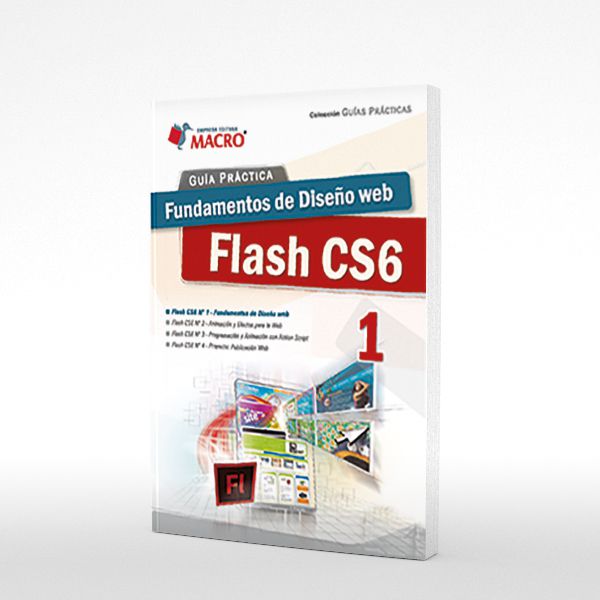 Colección GUÍAS PRÁCTICAS
EMPRESA EDITORA
MACRO
GUÍA PRÁCTICA
Fundamentos de DIseño web
Flash CS6
Flash CS6 N° 1 - Fundamentos de Diseño web
Flash CS6 N° 2 - Animación y Efectos para la Web
Flash CS6 N° 3 - Programación y Animación con Action Script
Flash CS6 N° 4 - Proyecto: Publicación Web
1
Fl